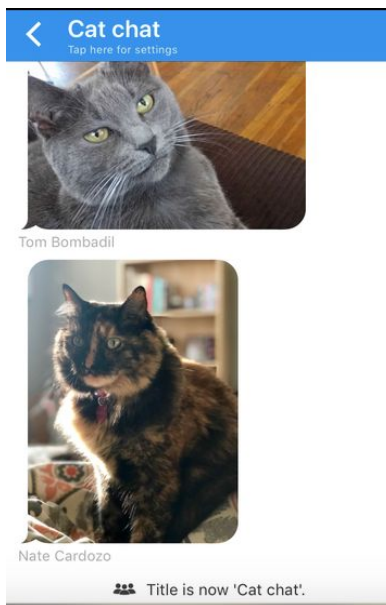 Cat chat
Tap here for settings
Tom Bombadil
Nate Cardozo
Title is now 'Cat chat'.